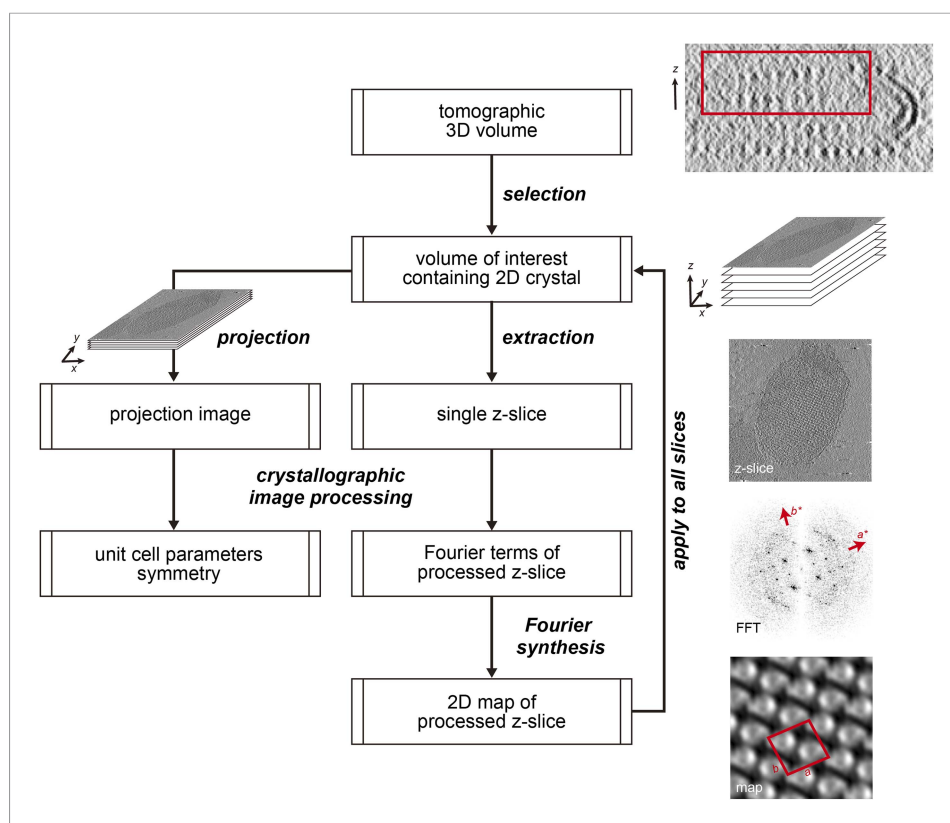 tomographic
3D volume
z
selection
volume of interest
containing 2D crystal
z
y
x
y
x
projection
extraction
projection image
single z-slice
z-slice
crystallographic
image processing
apply to all slices
b*
a*
unit cell parameters
symmetry
Fourier terms of
processed z-slice
FFT
Fourier
synthesis
2D map of
processed z-slice
b
a
map